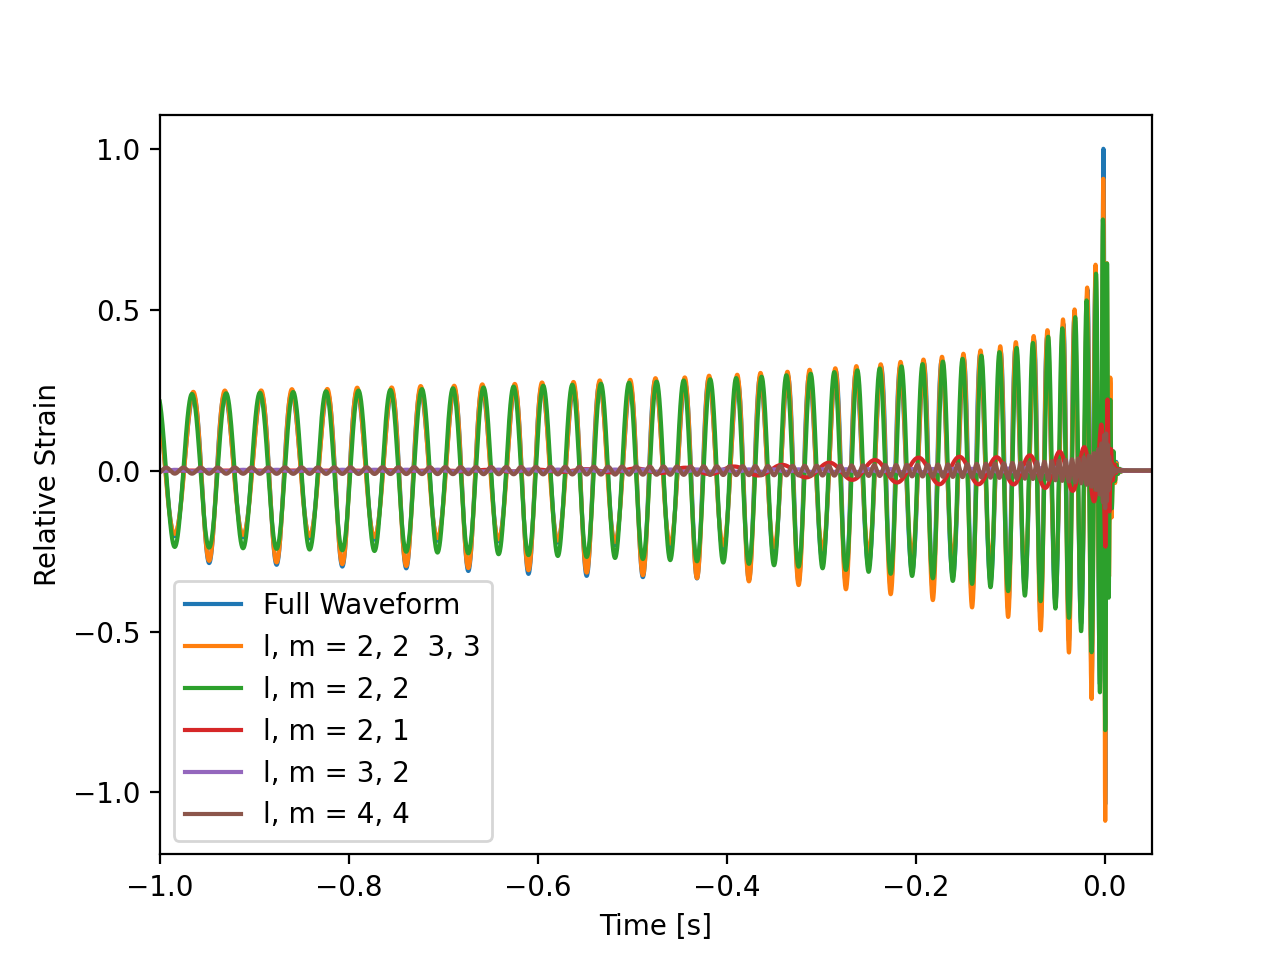 1.0
0.5
0.0
−0.5
−1.0
Relative Strain
Full Waveform
l, m = 2, 2  3, 3
l, m = 2, 2
l, m = 2, 1
l, m = 3, 2
l, m = 4, 4
−1.0 −0.8 −0.6 −0.4 −0.2 0.0
Time [s]